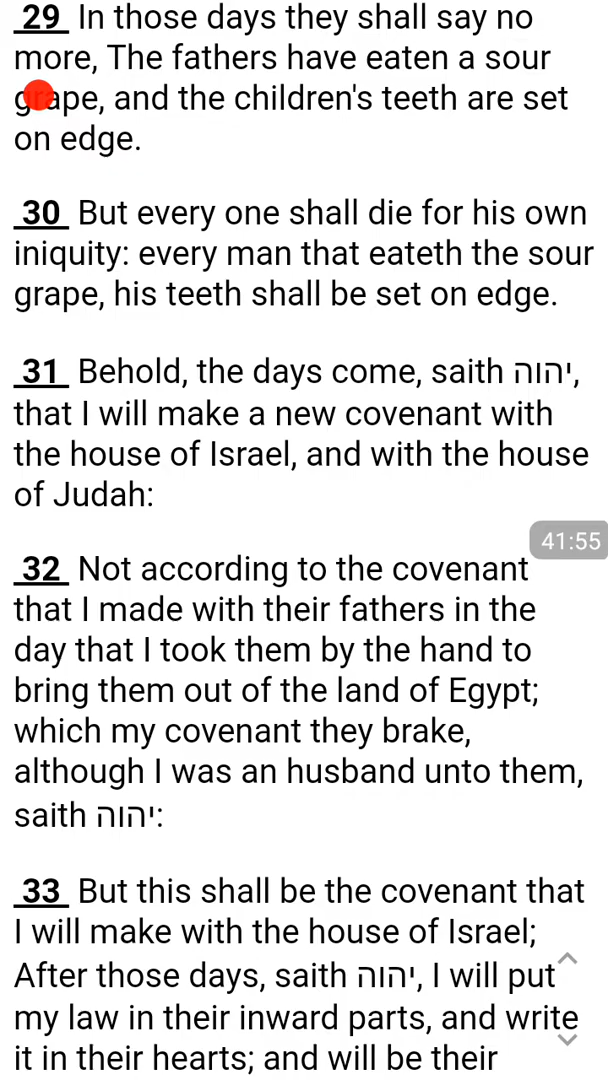 29 In those days they shall say no
more, The fathers have eaten a sour
grape, and the children's teeth are set
on edge.
30 But every one shall die for his own
iniquity: every man that eateth the sour
grape, his teeth shall be set on edge.
31 Behold, the days come, saith יהוה,
that I will make a new covenant with
the house of Israel, and with the house
of Judah:
41:55
32 Not according to the covenant
that I made with their fathers in the
day that I took them by the hand to
bring them out of the land of Egypt;
which my covenant they brake,
although I was an husband unto them,
saith יהוה:
33 But this shall be the covenant that
I will make with the house of Israel;
After those days, saith יהוה, I will put
my law in their inward parts, and write
it in their hearts; and will be their